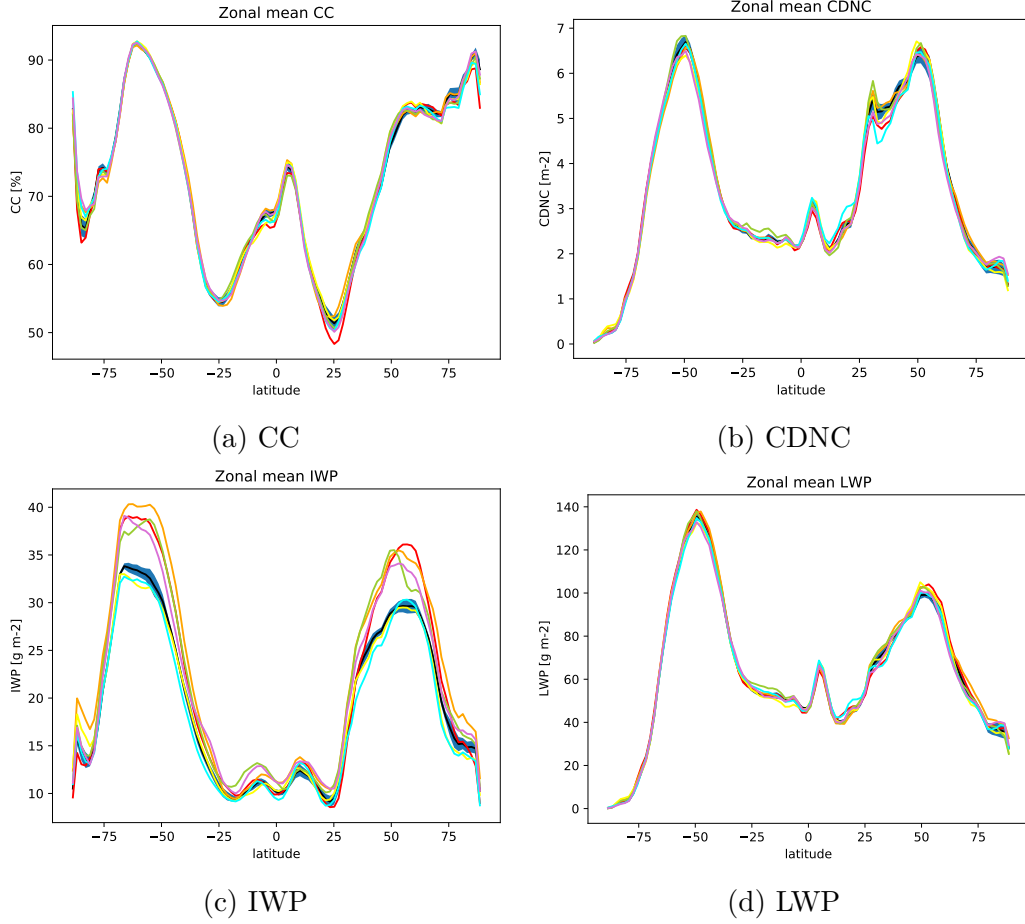 Zonal mean CC
CC [%]
90
80
70
60
50
−75 −50 −25 0 25 50 75
latitude
(a) CC
Zonal mean CDNC
CDNC [m-2]
7
6
5
4
3
2
1
0
−75 −50 −25 0 25 50 75
latitude
(b) CDNC
Zonal mean IWP
IWP [g m-2]
40
35
30
25
20
15
10
−75 −50 −25 0 25 50 75
latitude
(c) IWP
Zonal mean LWP
LWP [g m-2]
140
120
100
80
60
40
20
0
−75 −50 −25 0 25 50 75
latitude
(d) LWP